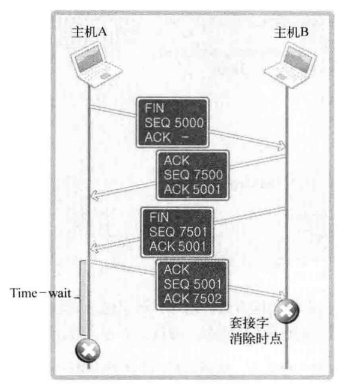 主机A
主机B
FIN
SEQ 5000
ACK -
ACK
SEQ 7500
ACK 5001
FIN
SEQ 7501
ACK 5001
ACK
SEQ 5001
ACK 7502
Time-wait
套接字
消除时点